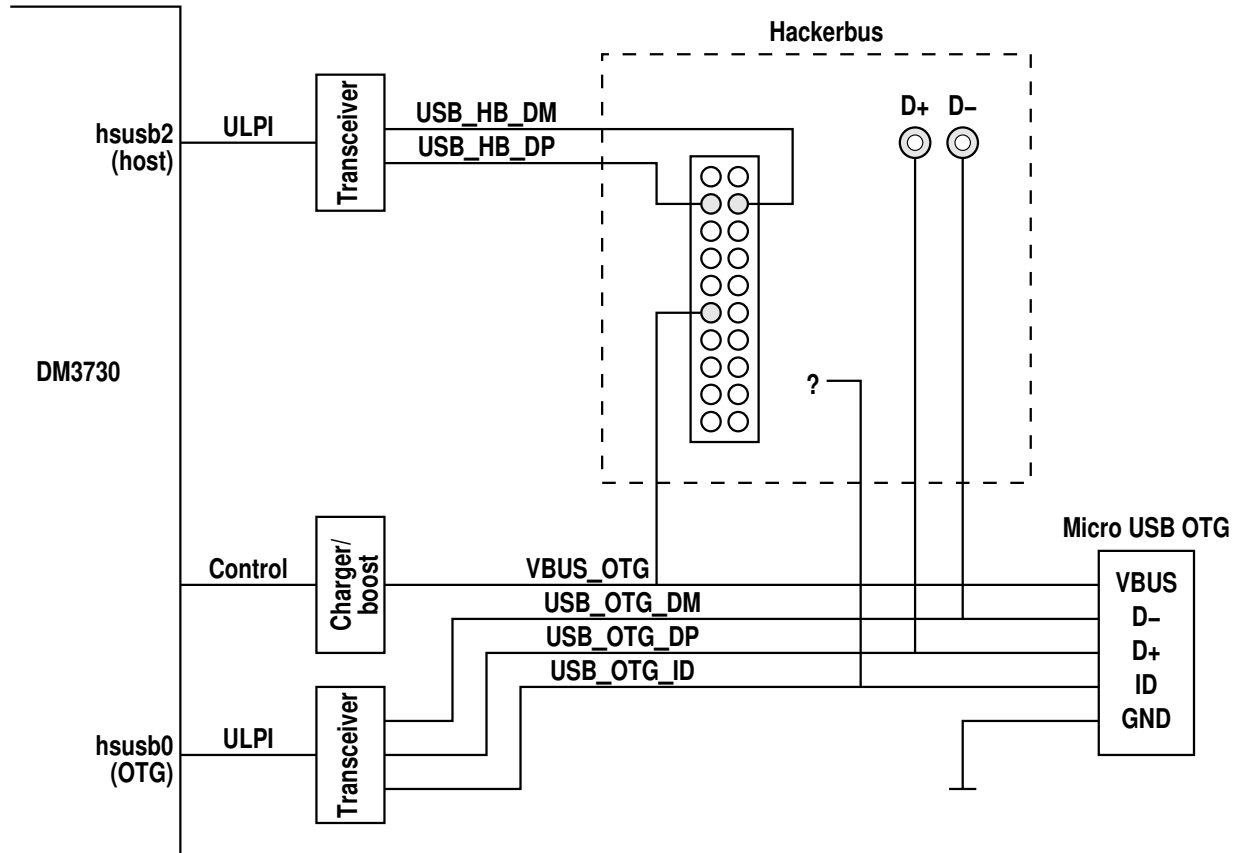 Hackerbus
D+ D−
hsusb2
(host)
ULPI
Transceiver
USB_HB_DM
USB_HB_DP
DM3730
?
Micro USB OTG
Control
Charger/
boost
VBUS_OTG
USB_OTG_DM
USB_OTG_DP
USB_OTG_ID
VBUS
D−
D+
ID
GND
hsusb0
(OTG)
ULPI
Transceiver